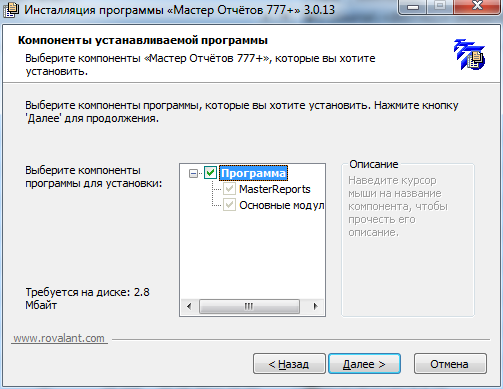 Инсталляция программы «Мастер Отчётов 777+» 3.0.13
Компоненты устанавливаемой программы
Выберите компоненты «Мастер Отчётов 777+», которые вы хотите
установить.
Выберите компоненты программы, которые вы хотите установить. Нажмите кнопку
'Далее' для продолжения.
Выберите компоненты
программы для установки:
Программа
MasterReports
Основные модул
Описание
Наведите курсор
мыши на название
компонента, чтобы
прочесть его
описание.
Требуется на диске: 2.8
Мбайт
www.rovalant.com
< Назад
Далее >
Отмена